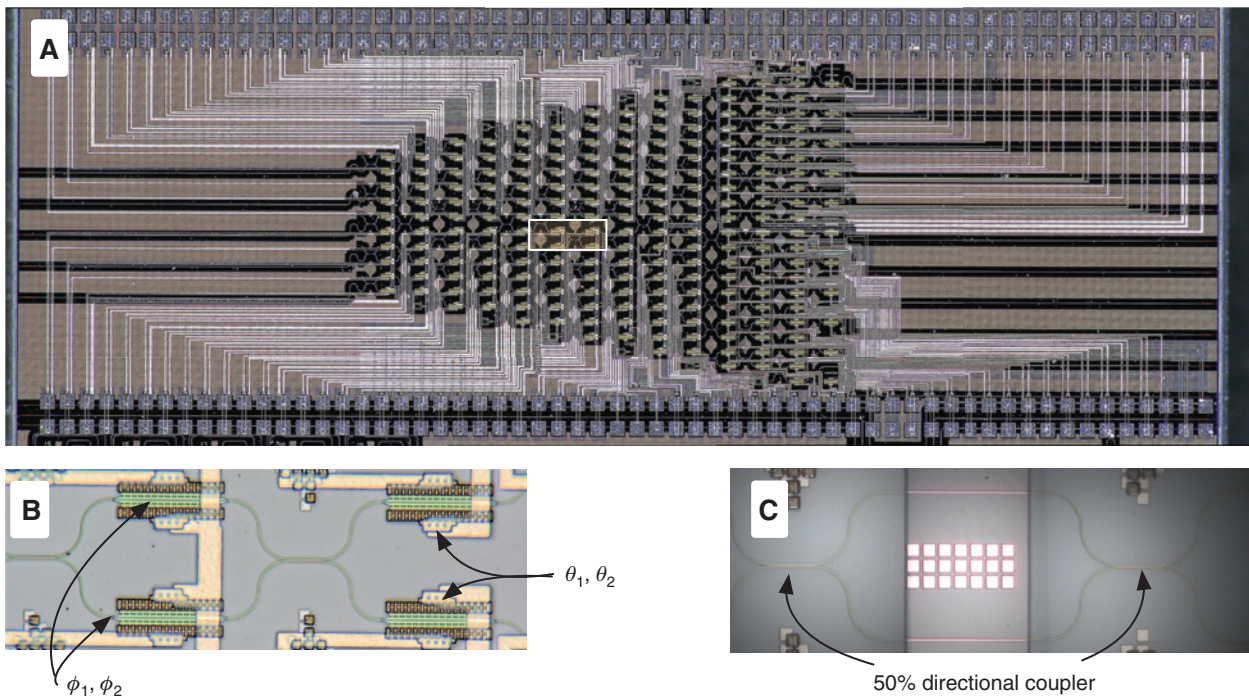 A
B
θ₁, θ₂
ϕ₁, ϕ₂
C
50% directional coupler